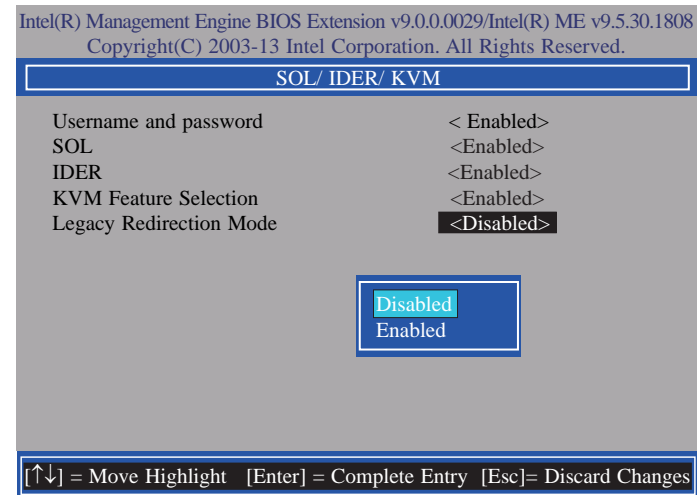 Intel(R) Management Engine BIOS Extension v9.0.0.0029/Intel(R) ME v9.5.30.1808
Copyright(C) 2003-13 Intel Corporation. All Rights Reserved.
SOL/ IDER/ KVM
Username and password < Enabled>
SOL <Enabled>
IDER <Enabled>
KVM Feature Selection <Enabled>
Legacy Redirection Mode <Disabled>
Disabled
Enabled
[↑↓] = Move Highlight [Enter] = Complete Entry [Esc]= Discard Changes